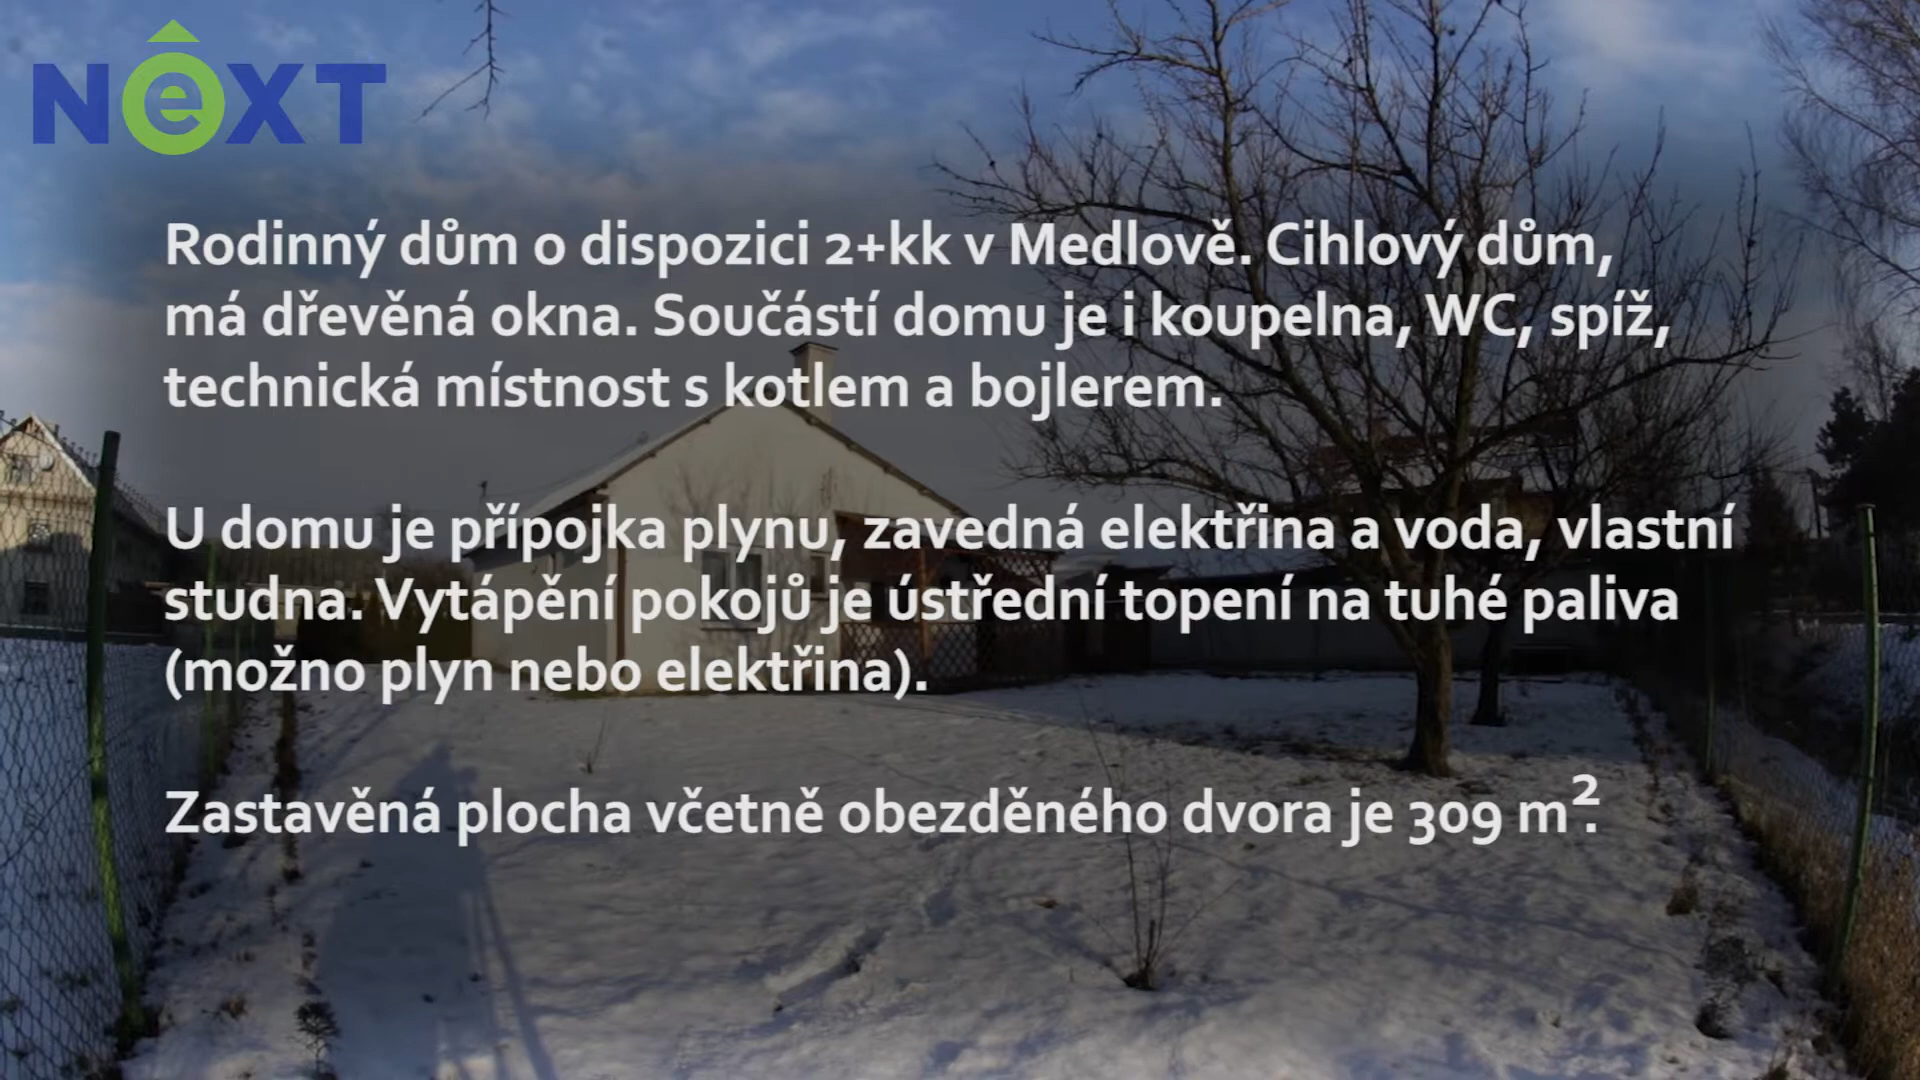 NeXT
Rodinný dům o dispozici 2+kk v Medlově. Cihlový dům,
má dřevěná okna. Součástí domu je i koupelna, WC, spíž,
technická místnost s kotlem a bojlerem.
U domu je přípojka plynu, zavedná elektřina a voda, vlastní
studna. Vytápění pokojů je ústřední topení na tuhé paliva
(možno plyn nebo elektřina).
Zastavěná plocha včetně obezděného dvora je 309 m².